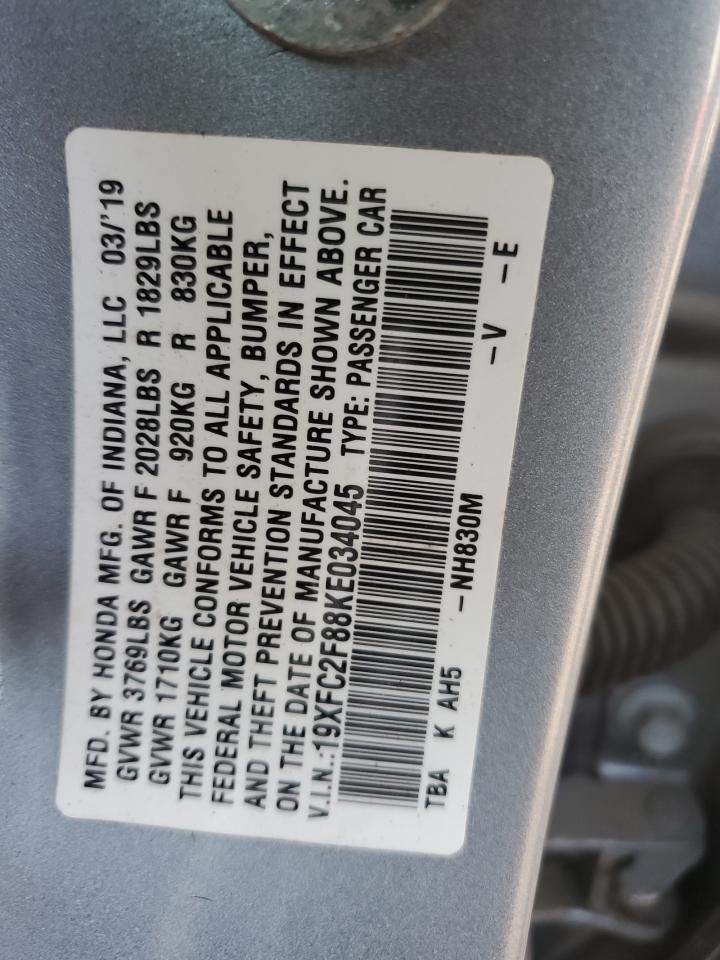 MFD. BY HONDA MFG. OF INDIANA, LLC 03/'19
GVWR 3769LBS GAWR F 2028LBS R 1829LBS
GVWR 1710KG GAWR F 920KG R 830KG
THIS VEHICLE CONFORMS TO ALL APPLICABLE
FEDERAL MOTOR VEHICLE SAFETY, BUMPER,
AND THEFT PREVENTION STANDARDS IN EFFECT
ON THE DATE OF MANUFACTURE SHOWN ABOVE.
V.I.N.:19XFC2F88KE034045 TYPE: PASSENGER CAR
TBA K AH5 -NH830M -V -E